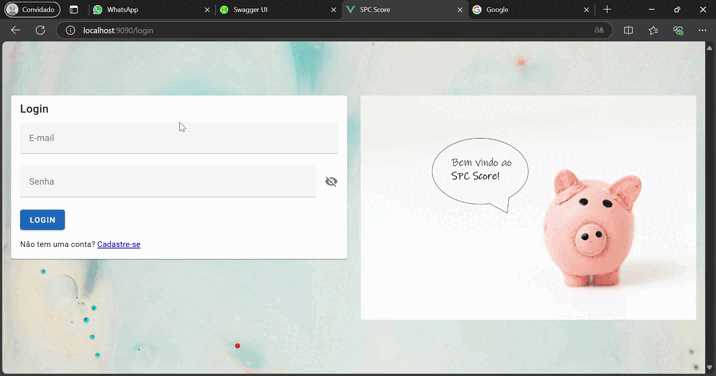 Convidado
WhatsApp
Swagger UI
SPC Score
Google
localhost:9090/login
Login
E-mail
Senha
LOGIN
Não tem uma conta? Cadastre-se
Bem vindo ao
SPC Score!